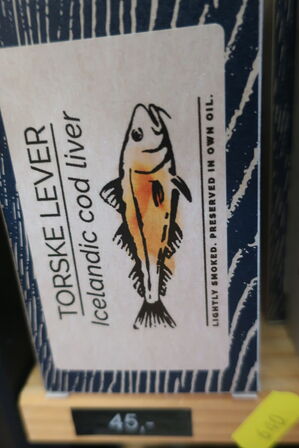 TORSKE LEVER
Icelandic cod liver
LIGHTLY SMOKED. PRESERVED IN OWN OIL.
45,-